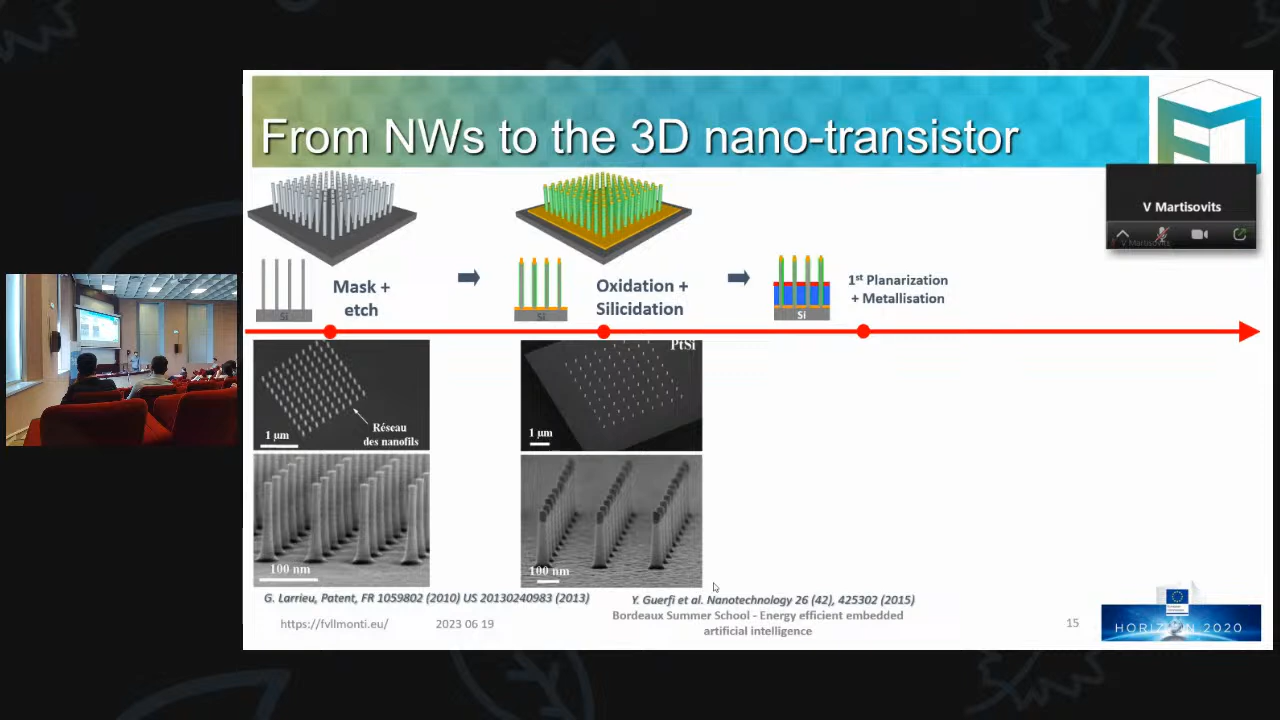 From NWs to the 3D nano-transistor
V Martisovits
V Martisovits
Si
Mask +
etch
Si
Oxidation +
Silicidation
Si
1st Planarization
+ Metallisation
1 μm
Réseau
des nanofils
PtSi
1 μm
100 nm
100 nm
G. Larrieu, Patent, FR 1059802 (2010) US 20130240983 (2013)
Y. Guerfi et al. Nanotechnology 26 (42), 425302 (2015)
https://fvllmonti.eu/
2023 06 19
Bordeaux Summer School - Energy efficient embedded
artificial intelligence
15
HORIZON 2020